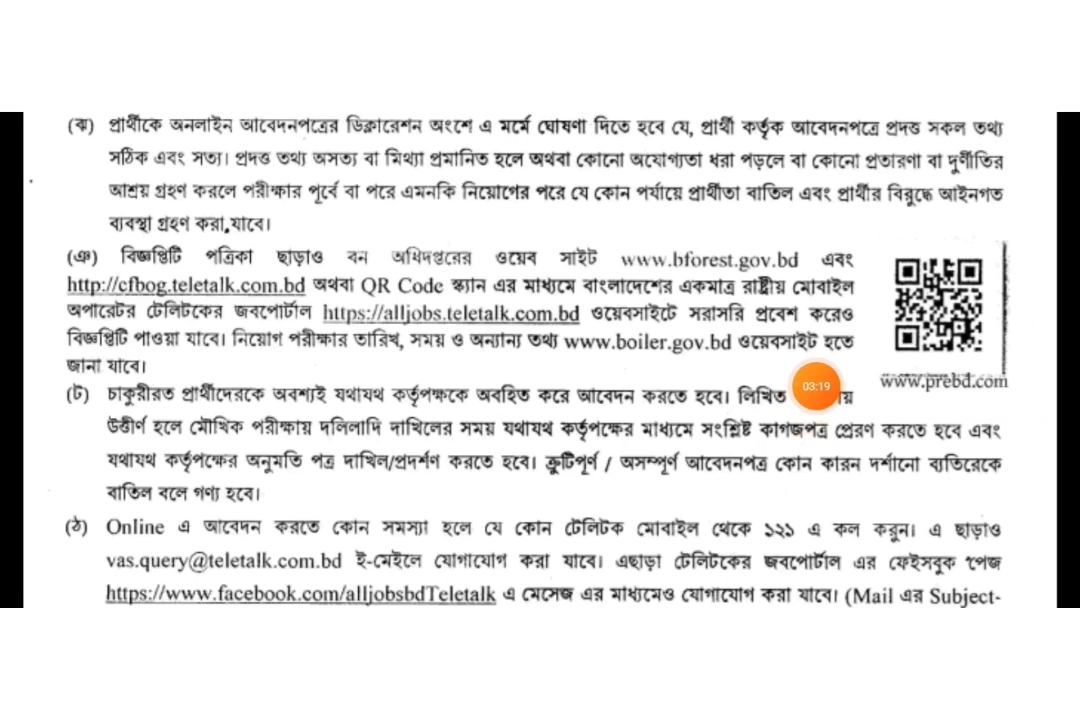 (ঝ) প্রার্থীকে অনলাইন আবেদনপত্রের ডিক্লারেশন অংশে এ মর্মে ঘোষণা দিতে হবে যে, প্রার্থী কর্তৃক আবেদনপত্রে প্রদত্ত সকল তথ্য
সঠিক এবং সত্য। প্রদত্ত তথ্য অসত্য বা মিথ্যা প্রমানিত হলে অথবা কোনো অযোগ্যতা ধরা পড়লে বা কোনো প্রতারণা বা দুর্ণীতির
আশ্রয় গ্রহণ করলে পরীক্ষার পূর্বে বা পরে এমনকি নিয়োগের পরে যে কোন পর্যায়ে প্রার্থীতা বাতিল এবং প্রার্থীর বিরুদ্ধে আইনগত
ব্যবস্থা গ্রহণ করা যাবে।
(ঞ) বিজ্ঞপ্তিটি পত্রিকা ছাড়াও বন অধিদপ্তরের ওয়েব সাইট www.bforest.gov.bd এবং
http://cfbog.teletalk.com.bd অথবা QR Code স্ক্যান এর মাধ্যমে বাংলাদেশের একমাত্র রাষ্ট্রীয় মোবাইল
অপারেটর টেলিটকের জবপোর্টাল https://alljobs.teletalk.com.bd ওয়েবসাইটে সরাসরি প্রবেশ করেও
বিজ্ঞপ্তিটি পাওয়া যাবে। নিয়োগ পরীক্ষার তারিখ, সময় ও অন্যান্য তথ্য www.boiler.gov.bd ওয়েবসাইট হতে
জানা যাবে।
www.prebd.com
03:19
(ট) চাকুরীরত প্রার্থীদেরকে অবশ্যই যথাযথ কর্তৃপক্ষকে অবহিত করে আবেদন করতে হবে। লিখিত
উত্তীর্ণ হলে মৌখিক পরীক্ষায় দলিলাদি দাখিলের সময় যথাযথ কর্তৃপক্ষের মাধ্যমে সংশ্লিষ্ট কাগজপত্র প্রেরণ করতে হবে এবং
যথাযথ কর্তৃপক্ষের অনুমতি পত্র দাখিল/প্রদর্শণ করতে হবে। ত্রুটিপূর্ণ / অসম্পূর্ণ আবেদনপত্র কোন কারন দর্শানো ব্যতিরেকে
বাতিল বলে গণ্য হবে।
(ঠ) Online এ আবেদন করতে কোন সমস্যা হলে যে কোন টেলিটক মোবাইল থেকে ১২১ এ কল করুন। এ ছাড়াও
vas.query@teletalk.com.bd ই-মেইলে যোগাযোগ করা যাবে। এছাড়া টেলিটকের জবপোর্টাল এর ফেইসবুক পেজ
https://www.facebook.com/alljobsbdTeletalk এ মেসেজ এর মাধ্যমেও যোগাযোগ করা যাবে। (Mail এর Subject-